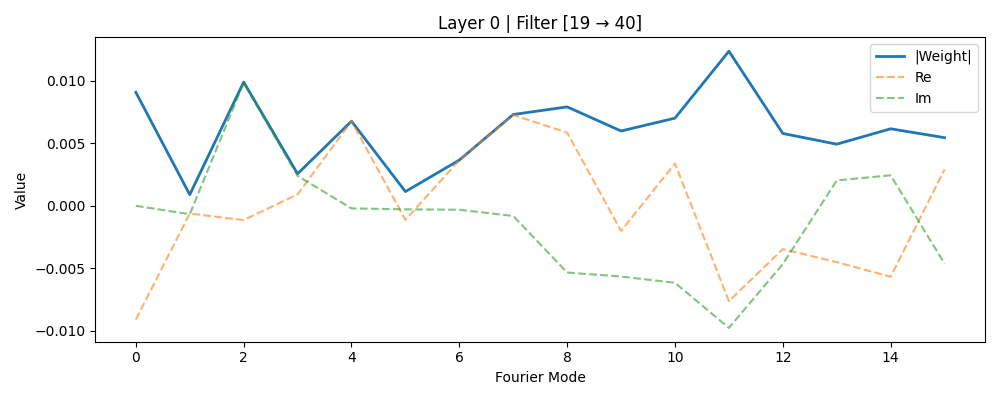 Layer 0 | Filter [19 → 40]
|Weight|
Re
Im
Value
0.010
0.005
0.000
−0.005
−0.010
0 2 4 6 8 10 12 14
Fourier Mode